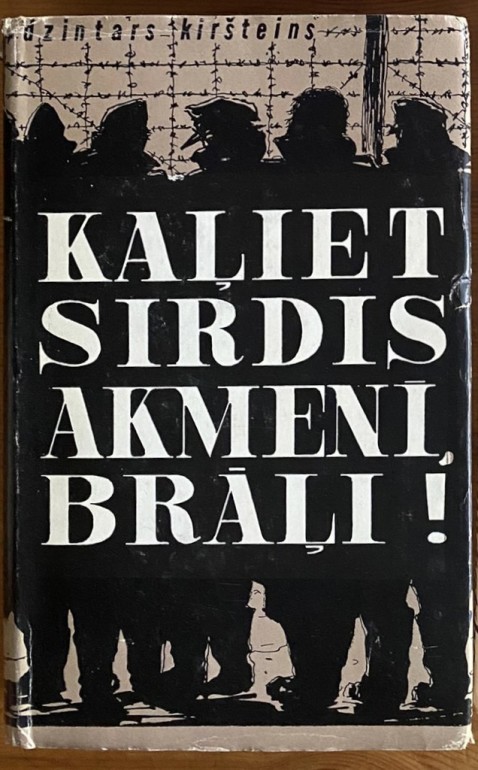 dzintars kiršteins
KAĻIET
SIRDIS
AKMENĪ,
BRĀĻI!